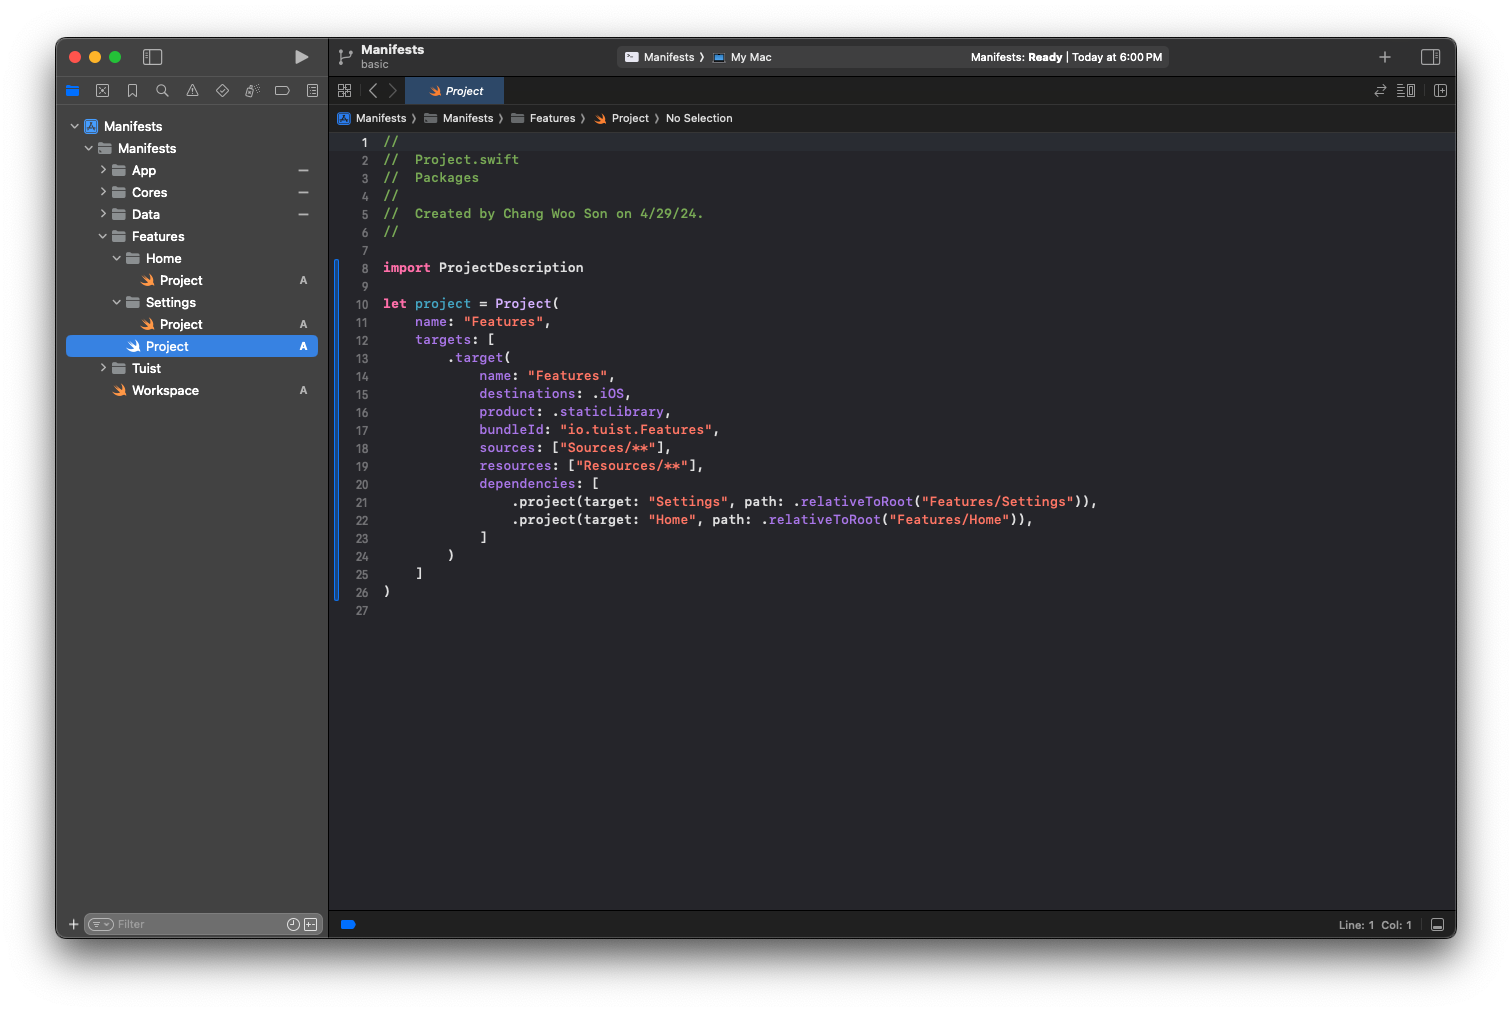 Manifests
basic
Manifests 〉 My Mac
Manifests: Ready | Today at 6:00 PM
Project
Manifests 〉 Manifests 〉 Features 〉 Project 〉 No Selection
Manifests
Manifests
App
Cores
Data
Features
Home
Project A
Settings
Project A
Project A
Tuist
Workspace A
Filter
1 //
2 //  Project.swift
3 //  Packages
4 //
5 //  Created by Chang Woo Son on 4/29/24.
6 //
7
8 import ProjectDescription
9
10 let project = Project(
11     name: "Features",
12     targets: [
13         .target(
14             name: "Features",
15             destinations: .iOS,
16             product: .staticLibrary,
17             bundleId: "io.tuist.Features",
18             sources: ["Sources/**"],
19             resources: ["Resources/**"],
20             dependencies: [
21                 .project(target: "Settings", path: .relativeToRoot("Features/Settings")),
22                 .project(target: "Home", path: .relativeToRoot("Features/Home")),
23             ]
24         )
25     ]
26 )
27
Line: 1 Col: 1